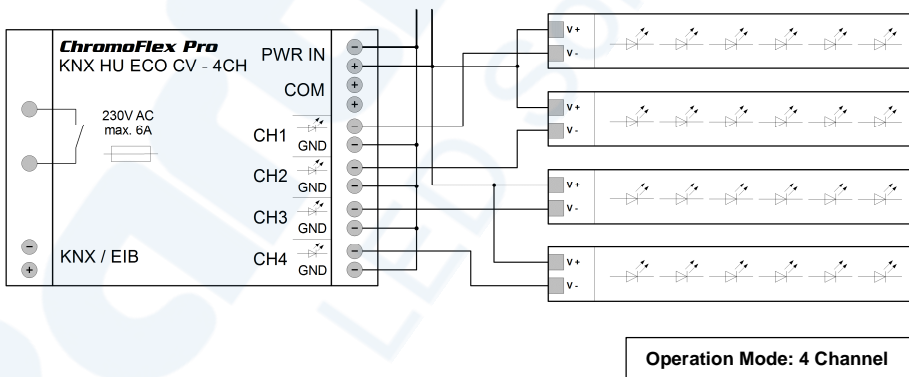 ChromoFlex Pro
KNX HU ECO CV - 4CH
PWR IN
COM
230V AC
max. 6A
CH1
GND
CH2
GND
CH3
GND
CH4
GND
KNX / EIB
V +
V -
V +
V -
V +
V -
V +
V -
Operation Mode: 4 Channel